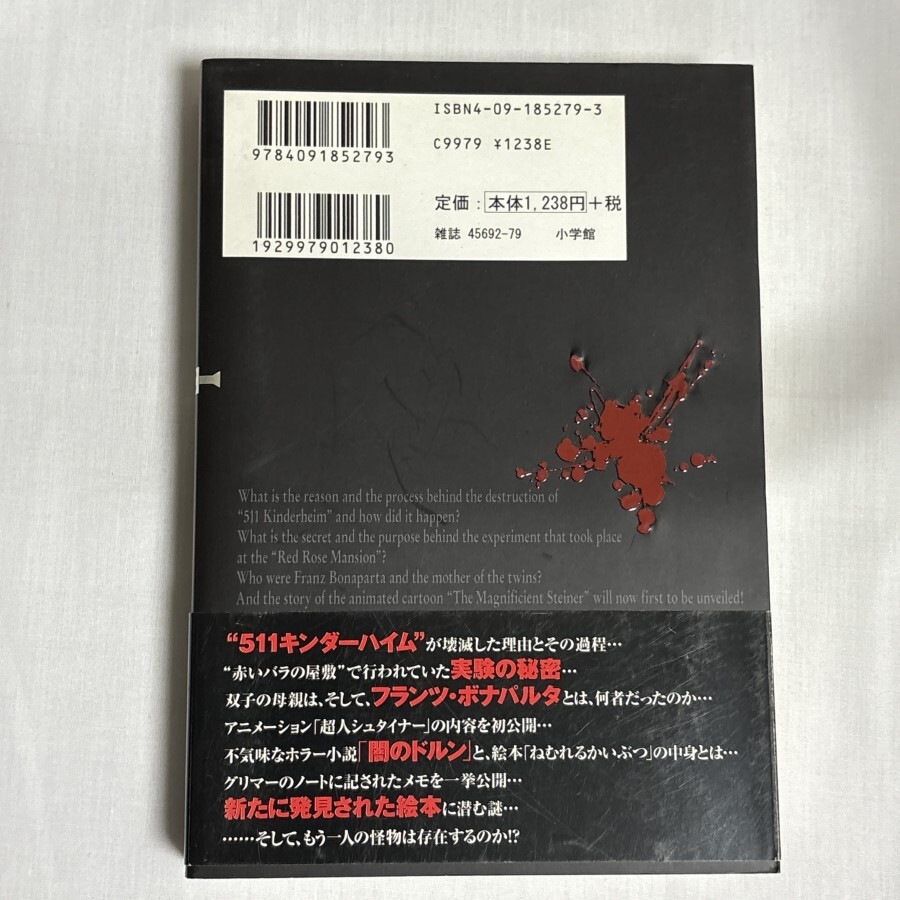 ISBN4-09-185279-3
9784091852793
C9979 ¥1238E
定価：本体1,238円+税
1929979012380
雑誌 45692-79 小学館
What is the reason and the process behind the destruction of
“511 Kinderheim” and how did it happen?
What is the secret and the purpose behind the experiment that took place
at the “Red Rose Mansion”?
Who were Franz Bonaparta and the mother of the twins?
And the story of the animated cartoon “The Magnificient Steiner” will now first to be unveiled!
“511キンダーハイム”が壊滅した理由とその過程…
“赤いバラの屋敷”で行われていた実験の秘密…
双子の母親は、そして、フランツ・ボナパルタとは、何者だったのか…
アニメーション「超人シュタイナー」の内容を初公開…
不気味なホラー小説「闇のドルン」と、絵本「ねむれるかいぶつ」の中身とは…
グリマーのノートに記されたメモを一挙公開…
新たに発見された絵本に潜む謎…
……そして、もう一人の怪物は存在するのか!?